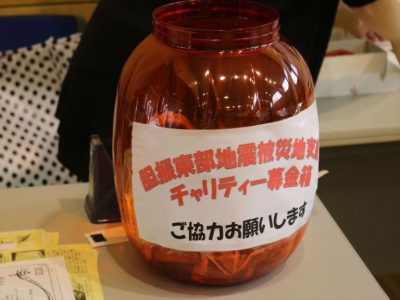 胆振東部地震被災地支
チャリティー募金箱
ご協力お願いします